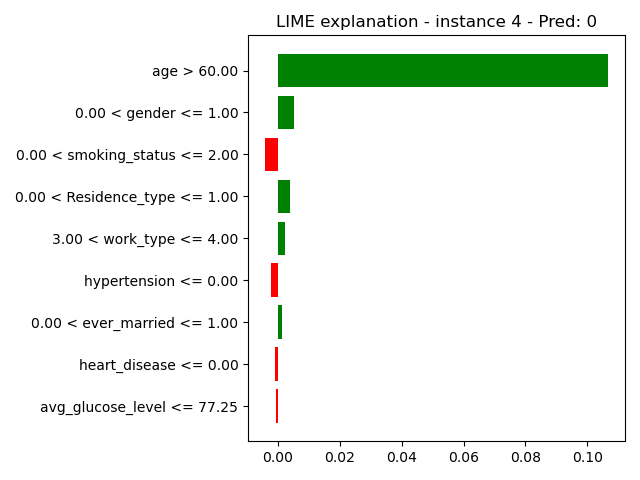 LIME explanation - instance 4 - Pred: 0
age > 60.00
0.00 < gender <= 1.00
0.00 < smoking_status <= 2.00
0.00 < Residence_type <= 1.00
3.00 < work_type <= 4.00
hypertension <= 0.00
0.00 < ever_married <= 1.00
heart_disease <= 0.00
avg_glucose_level <= 77.25
0.00 0.02 0.04 0.06 0.08 0.10